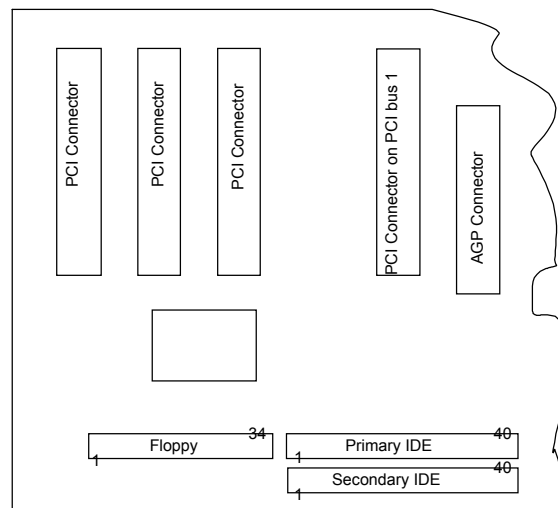 PCI Connector
PCI Connector
PCI Connector
PCI Connector on PCI bus 1
AGP Connector
34
Floppy
1
40
Primary IDE
1
40
Secondary IDE
1